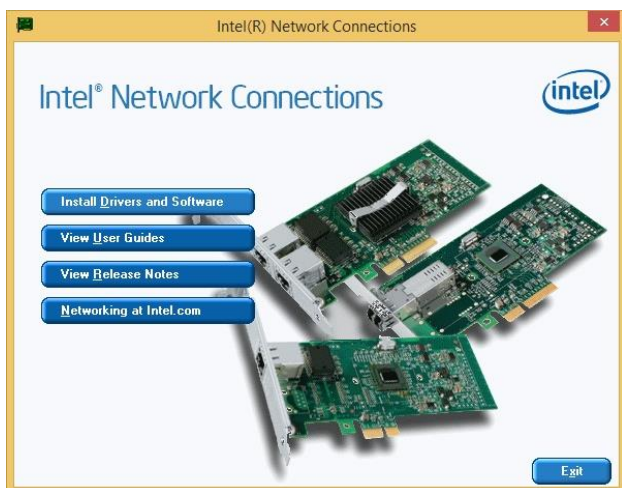 Intel(R) Network Connections
Intel® Network Connections
intel
Install Drivers and Software
View User Guides
View Release Notes
Networking at Intel.com
Exit